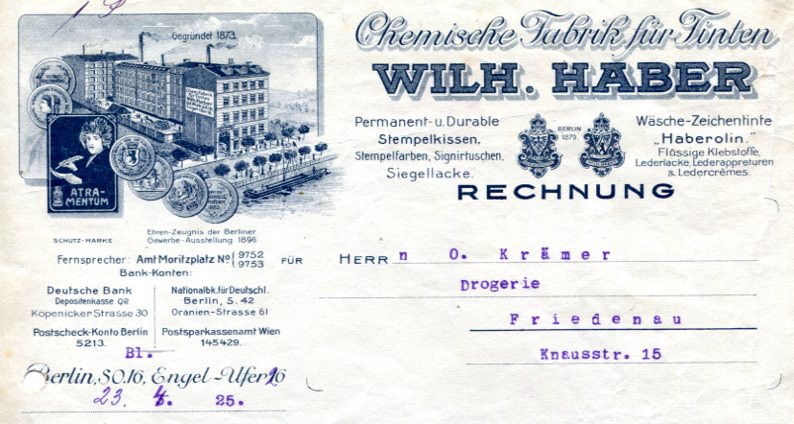 Gegründet 1873.
Chemische Fabrik für Tinten
WILH. HABER
Permanent- u. Durable
Stempelkissen,
Stempelfarben, Signirtuschen,
Siegellacke.
BERLIN
1879.
Wäsche-Zeichentinte
„Haberolin."
Flüssige Klebstoffe,
Lederlacke, Lederappreturen
& Ledercrêmes.
RECHNUNG
ATRA-
MENTUM
SCHUTZ-MARKE
Ehren-Zeugnis der Berliner
Gewerbe-Ausstellung 1896
Fernsprecher: Amt Moritzplatz No 9752
9753
Bank-Konten:
Deutsche Bank
Depositenkasse QR
Köpenicker Strasse 30
Nationalbk. für Deutschl.
Berlin, S. 42
Oranien-Strasse 61
Postscheck-Konto Berlin
5213.
Postsparkassenamt Wien
145429.
Bl.
Berlin, SO.16, Engel-Ufer
23. 4. 25.
FÜR HERR n O. Krämer
Drogerie
Friedenau
Knausstr. 15